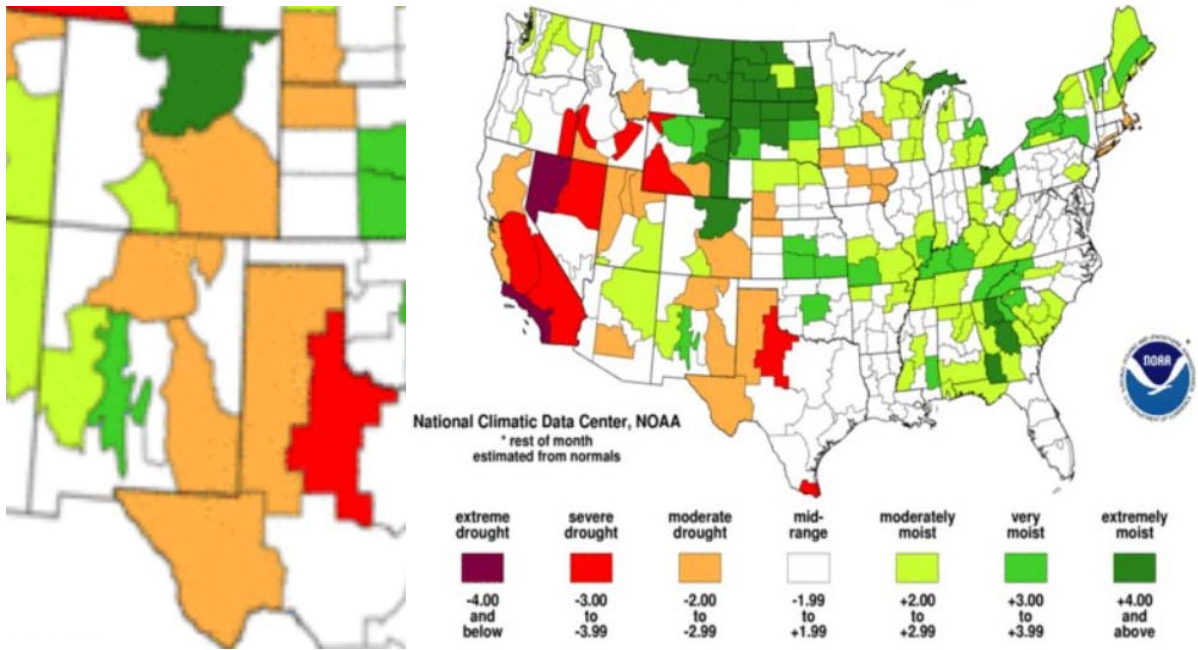 NOAA
National Climatic Data Center, NOAA
* rest of month
estimated from normals
extreme drought
severe drought
moderate drought
mid-range
moderately moist
very moist
extremely moist
-4.00 and below
-3.00 to -3.99
-2.00 to -2.99
-1.99 to +1.99
+2.00 to +2.99
+3.00 to +3.99
+4.00 and above